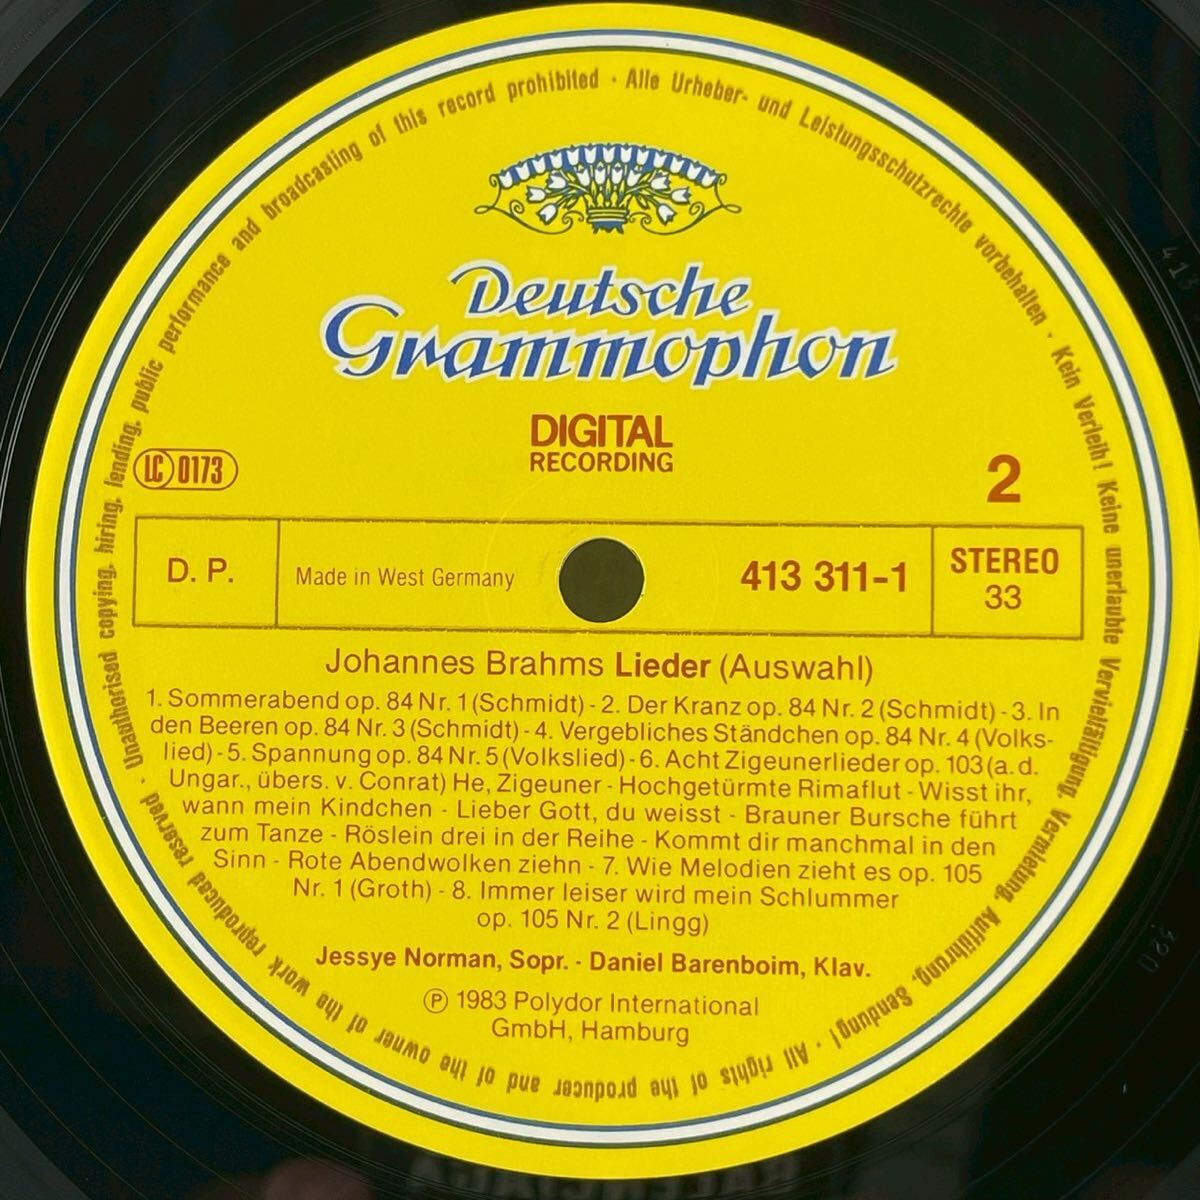 Unauthorised copying, hiring, lending, public performance and broadcasting of this record prohibited · Alle Urheber- und Leistungsschutzrechte vorbehalten · Kein Verleih! Keine unerlaubte Vervielfältigung, Vermietung, Aufführung, Sendung! · All rights of the producer and of the owner of the work reproduced reserved ·
Deutsche
Grammophon
DIGITAL
RECORDING
LC 0173
2
D. P.
Made in West Germany
413 311-1
STEREO
33
Johannes Brahms Lieder (Auswahl)
1. Sommerabend op. 84 Nr. 1 (Schmidt) - 2. Der Kranz op. 84 Nr. 2 (Schmidt) - 3. In
den Beeren op. 84 Nr. 3 (Schmidt) - 4. Vergebliches Ständchen op. 84 Nr. 4 (Volks-
lied) - 5. Spannung op. 84 Nr. 5 (Volkslied) - 6. Acht Zigeunerlieder op. 103 (a. d.
Ungar., übers. v. Conrat) He, Zigeuner - Hochgetürmte Rimaflut - Wisst ihr,
wann mein Kindchen - Lieber Gott, du weisst - Brauner Bursche führt
zum Tanze - Röslein drei in der Reihe - Kommt dir manchmal in den
Sinn - Rote Abendwolken ziehn - 7. Wie Melodien zieht es op. 105
Nr. 1 (Groth) - 8. Immer leiser wird mein Schlummer
op. 105 Nr. 2 (Lingg)
Jessye Norman, Sopr. - Daniel Barenboim, Klav.
℗ 1983 Polydor International
GmbH, Hamburg
413
320